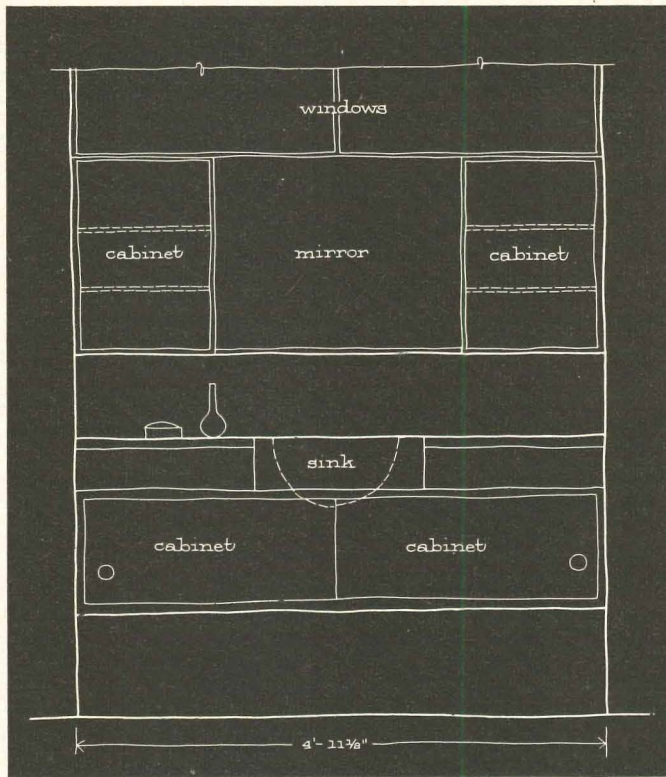 windows
cabinet mirror cabinet
sink
cabinet cabinet
4'-11⅞"